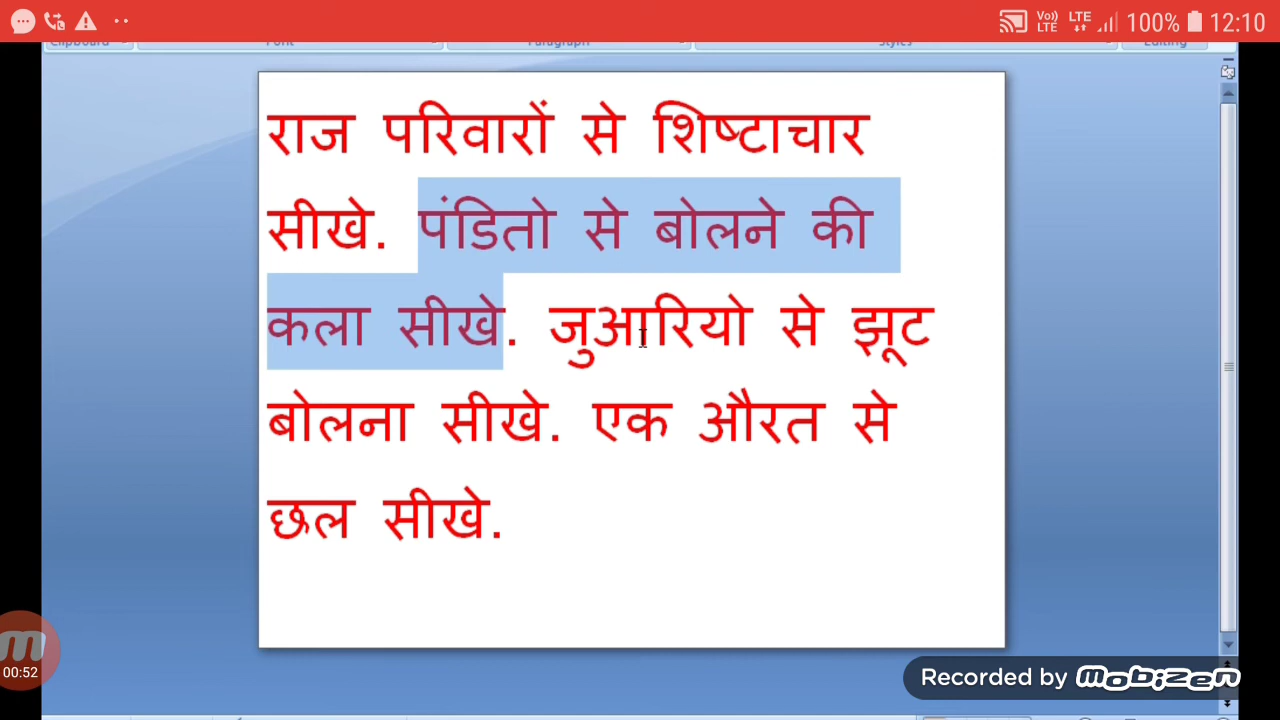 100% 12:10
राज परिवारों से शिष्टाचार
सीखे. पंडितो से बोलने की
कला सीखे. जुआरियो से झूट
बोलना सीखे. एक औरत से
छल सीखे.
00:52
Recorded by mobizen